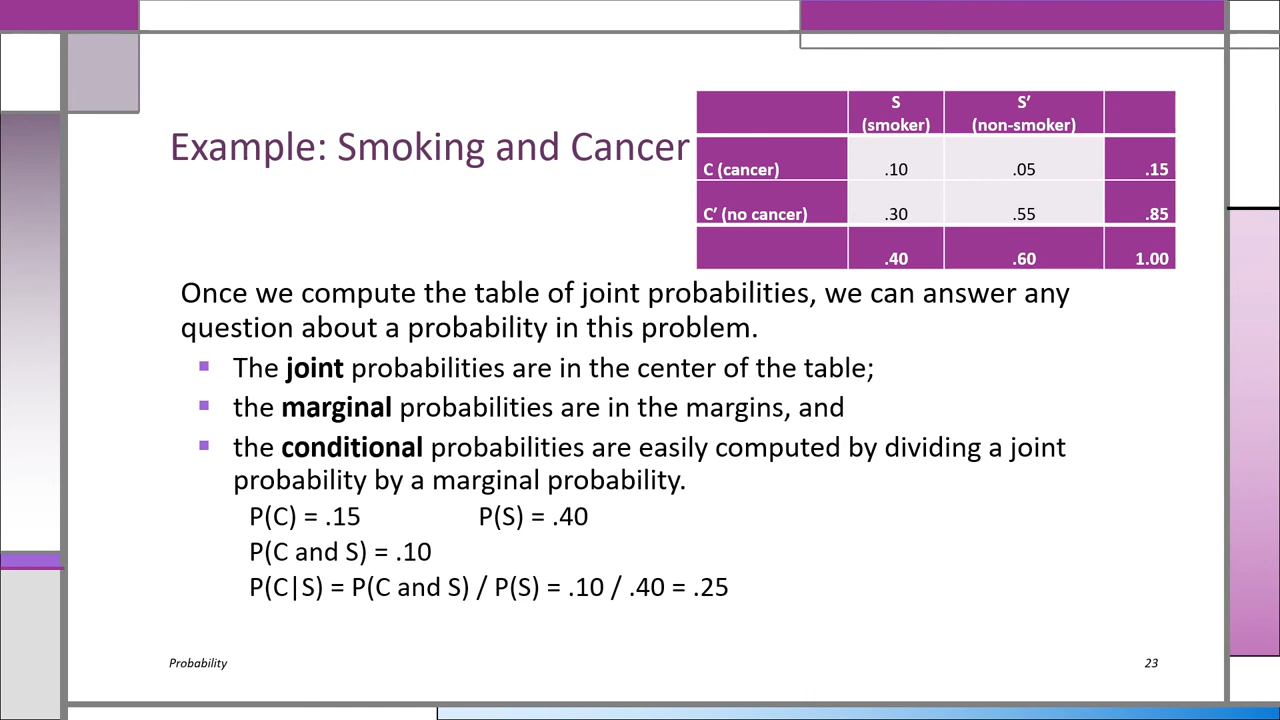 Example: Smoking and Cancer
S S’
(smoker) (non-smoker)
C (cancer) .10 .05 .15
C’ (no cancer) .30 .55 .85
.40 .60 1.00
Once we compute the table of joint probabilities, we can answer any
question about a probability in this problem.
▪ The joint probabilities are in the center of the table;
▪ the marginal probabilities are in the margins, and
▪ the conditional probabilities are easily computed by dividing a joint
probability by a marginal probability.
P(C) = .15 P(S) = .40
P(C and S) = .10
P(C|S) = P(C and S) / P(S) = .10 / .40 = .25
Probability 23